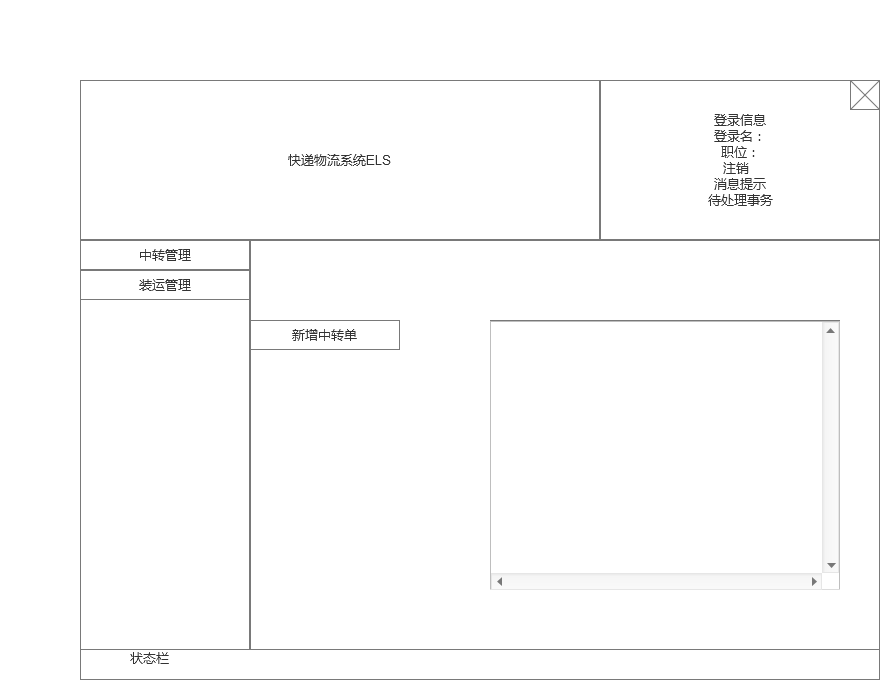 快递物流系统ELS
登录信息
登录名：
职位：
注销
消息提示
待处理事务
中转管理
装运管理
新增中转单
状态栏